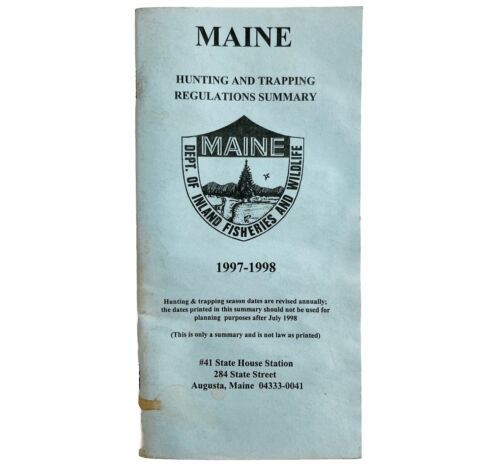 MAINE
HUNTING AND TRAPPING
REGULATIONS SUMMARY
MAINE
DEPT. OF INLAND FISHERIES AND WILDLIFE
1997-1998
Hunting & trapping season dates are revised annually;
the dates printed in this summary should not be used for
planning purposes after July 1998
(This is only a summary and is not law as printed)
#41 State House Station
284 State Street
Augusta, Maine 04333-0041